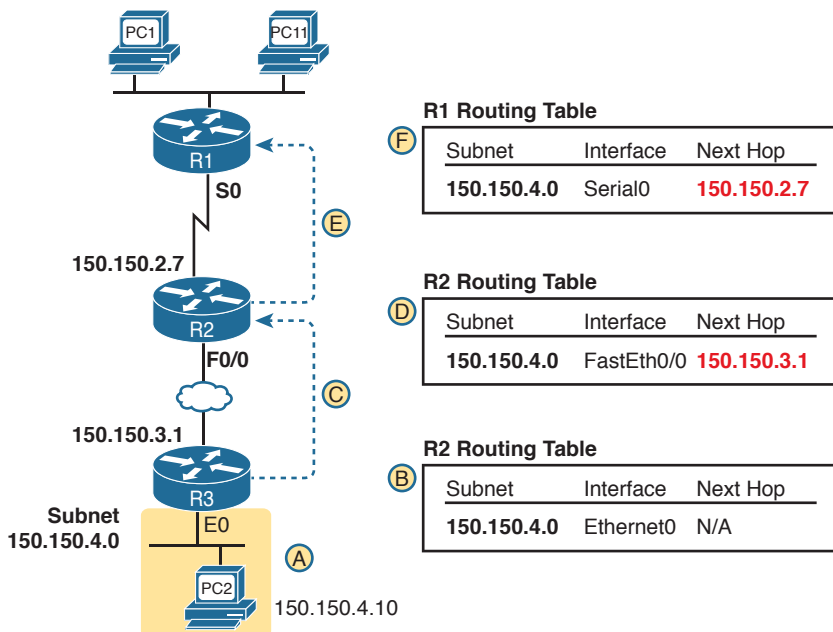 PC1
PC11
R1
S0
E
150.150.2.7
R2
F0/0
C
150.150.3.1
R3
Subnet
150.150.4.0
E0
A
PC2
150.150.4.10
R1 Routing Table
F
Subnet Interface Next Hop
150.150.4.0 Serial0 150.150.2.7
R2 Routing Table
D
Subnet Interface Next Hop
150.150.4.0 FastEth0/0 150.150.3.1
R2 Routing Table
B
Subnet Interface Next Hop
150.150.4.0 Ethernet0 N/A